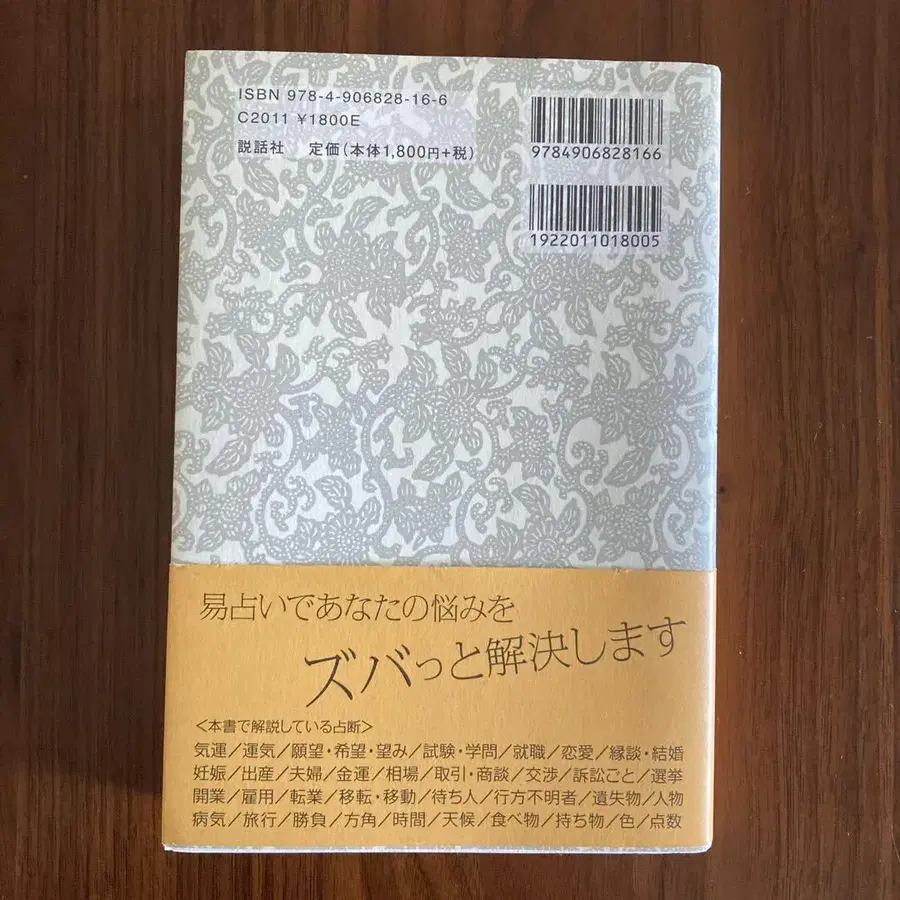 ISBN 978-4-906828-16-6
C2011 ¥1800E
説話社 定価(本体1,800円+税)
9784906828166
1922011018005
易占いであなたの悩みを
ズバっと解決します
<本書で解説している占断>
気運/運気/願望・希望・望み/試験・学問/就職/恋愛/縁談・結婚
妊娠/出産/夫婦/金運/相場/取引・商談/交渉/訴訟ごと/選挙
開業/雇用/転業/移転・移動/待ち人/行方不明者/遺失物/人物
病気/旅行/勝負/方角/時間/天候/食べ物/持ち物/色/点数